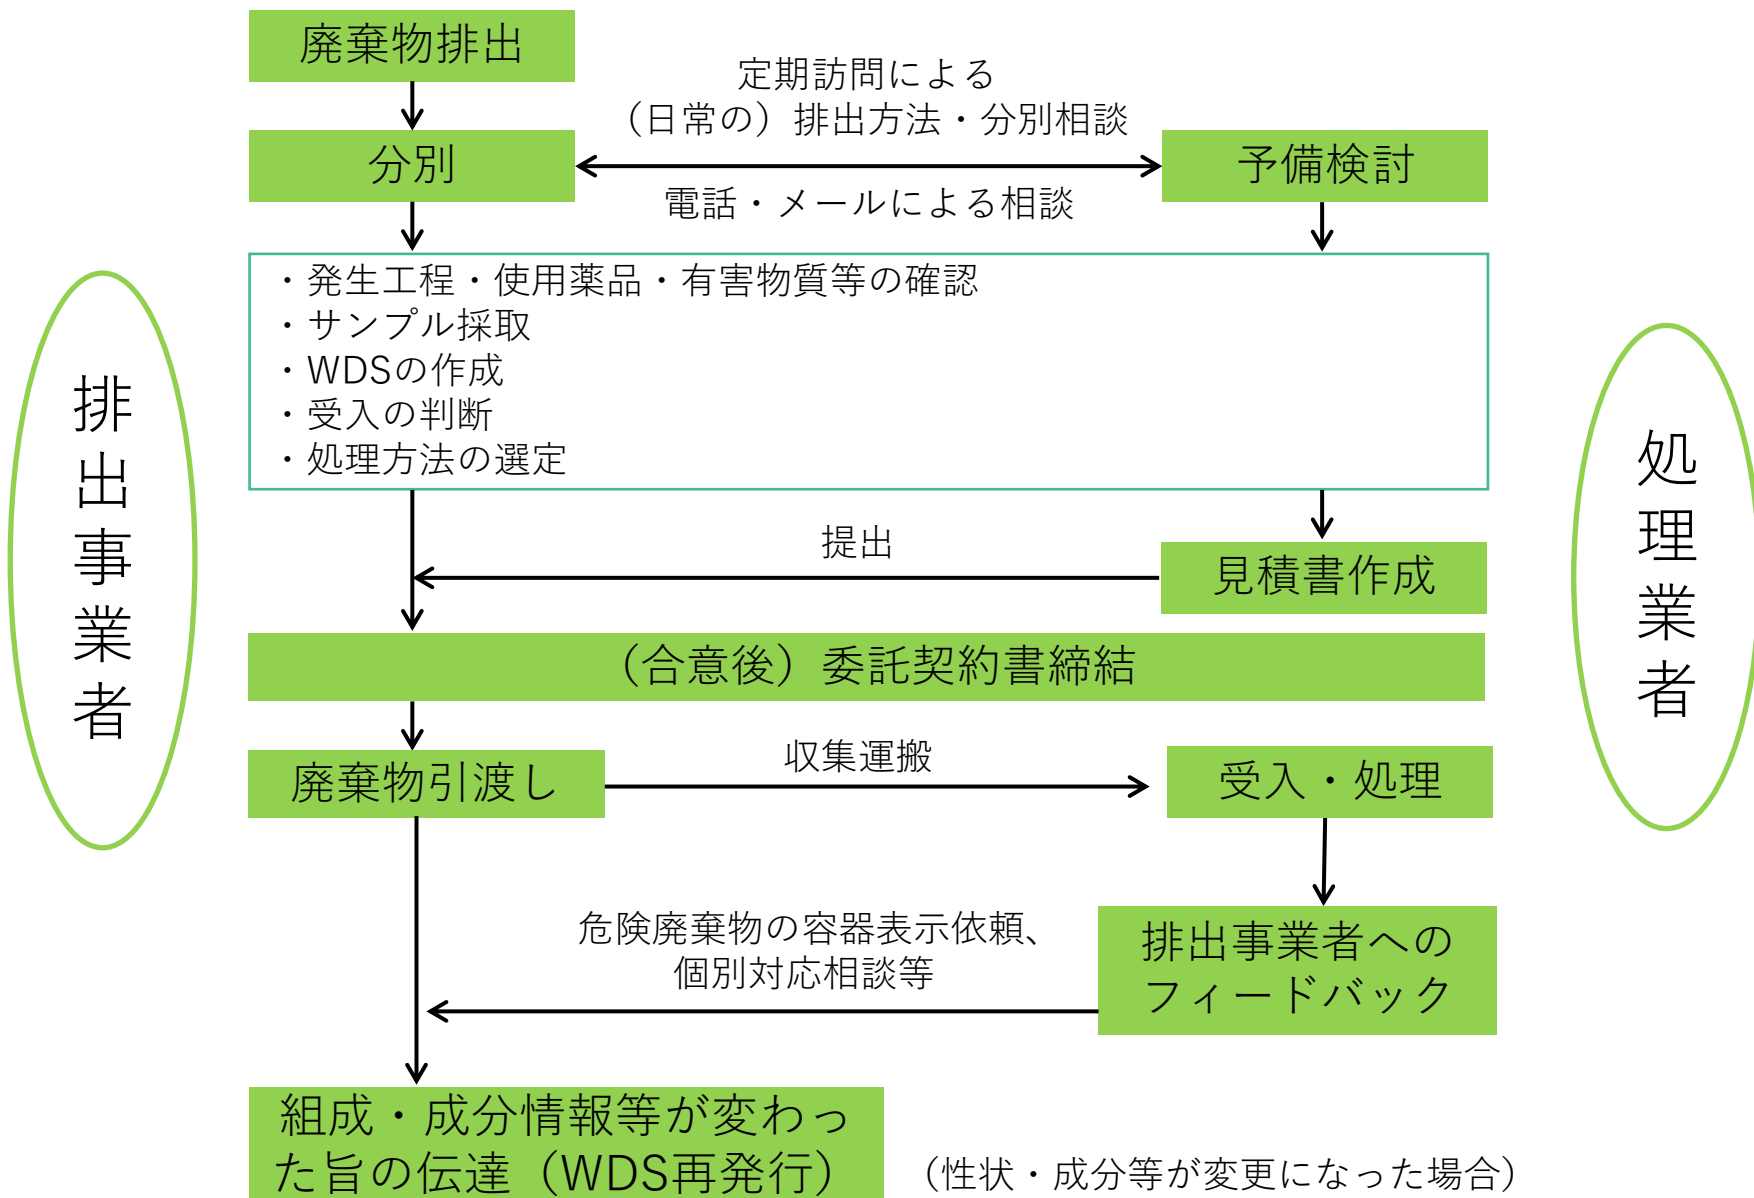 廃棄物排出
定期訪問による
（日常の）排出方法・分別相談
分別
予備検討
電話・メールによる相談
・発生工程・使用薬品・有害物質等の確認
・サンプル採取
・WDSの作成
・受入の判断
・処理方法の選定
排出事業者
処理業者
提出
見積書作成
（合意後）委託契約書締結
廃棄物引渡し
収集運搬
受入・処理
危険廃棄物の容器表示依頼、
個別対応相談等
排出事業者への
フィードバック
組成・成分情報等が変わっ
た旨の伝達（WDS再発行）
（性状・成分等が変更になった場合）